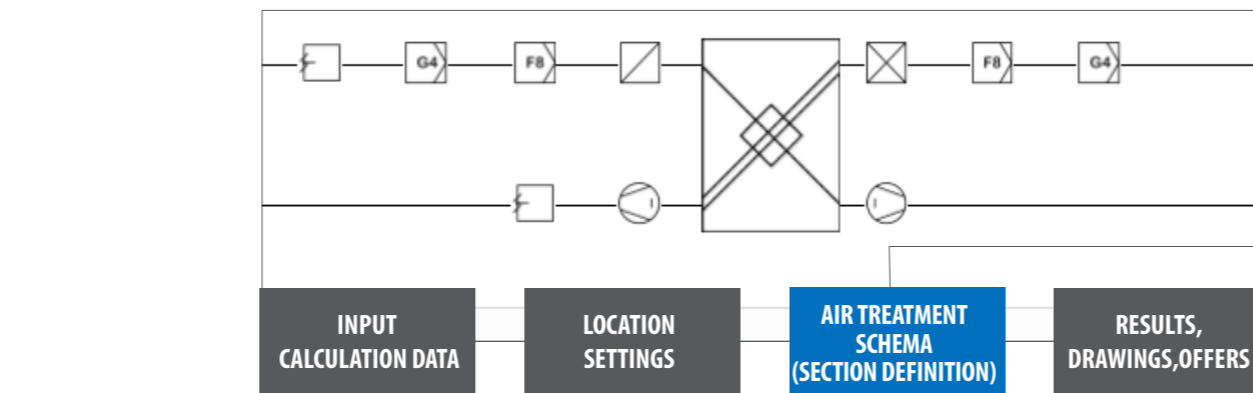 G4 F8 F8 G4
INPUT
CALCULATION DATA
LOCATION
SETTINGS
AIR TREATMENT
SCHEMA
(SECTION DEFINITION)
RESULTS,
DRAWINGS,OFFERS